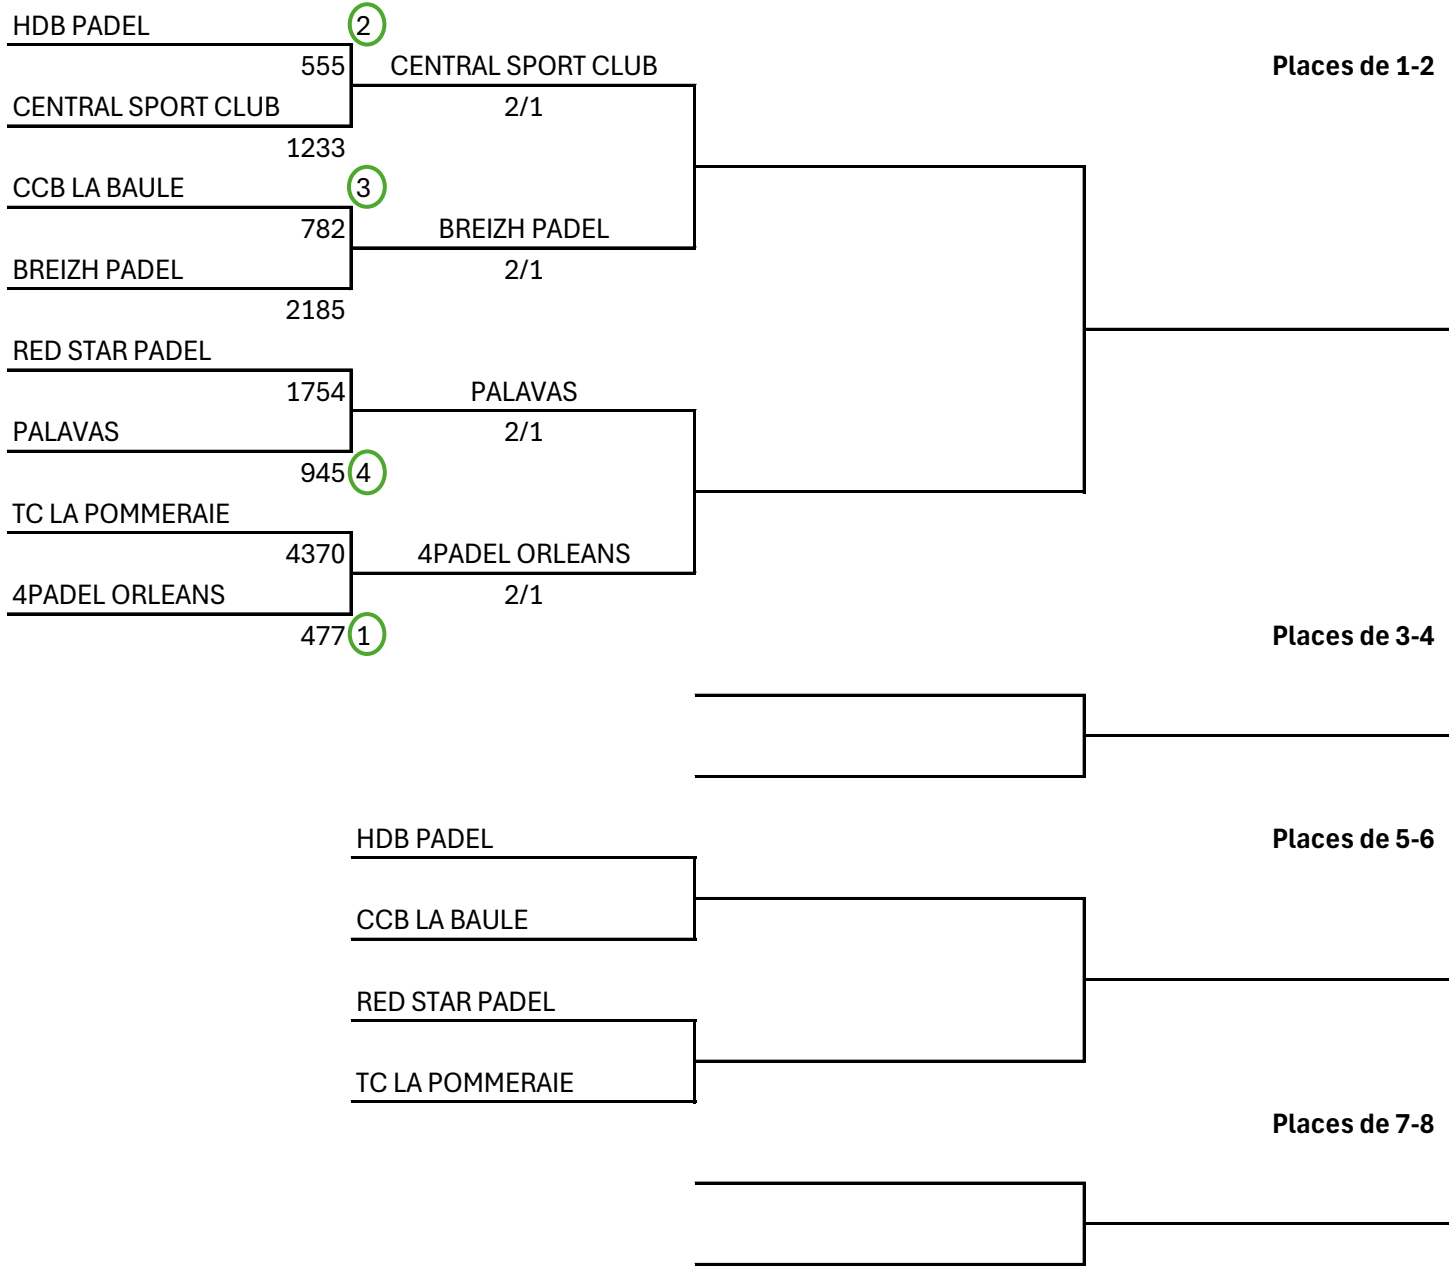 HDB PADEL 2
555 CENTRAL SPORT CLUB Places de 1-2
CENTRAL SPORT CLUB 2/1
1233
CCB LA BAULE 3
782 BREIZH PADEL
BREIZH PADEL 2/1
2185
RED STAR PADEL
1754 PALAVAS
PALAVAS 2/1
945 4
TC LA POMMERAIE
4370 4PADEL ORLEANS
4PADEL ORLEANS 2/1
477 1 Places de 3-4
HDB PADEL Places de 5-6
CCB LA BAULE
RED STAR PADEL
TC LA POMMERAIE
Places de 7-8